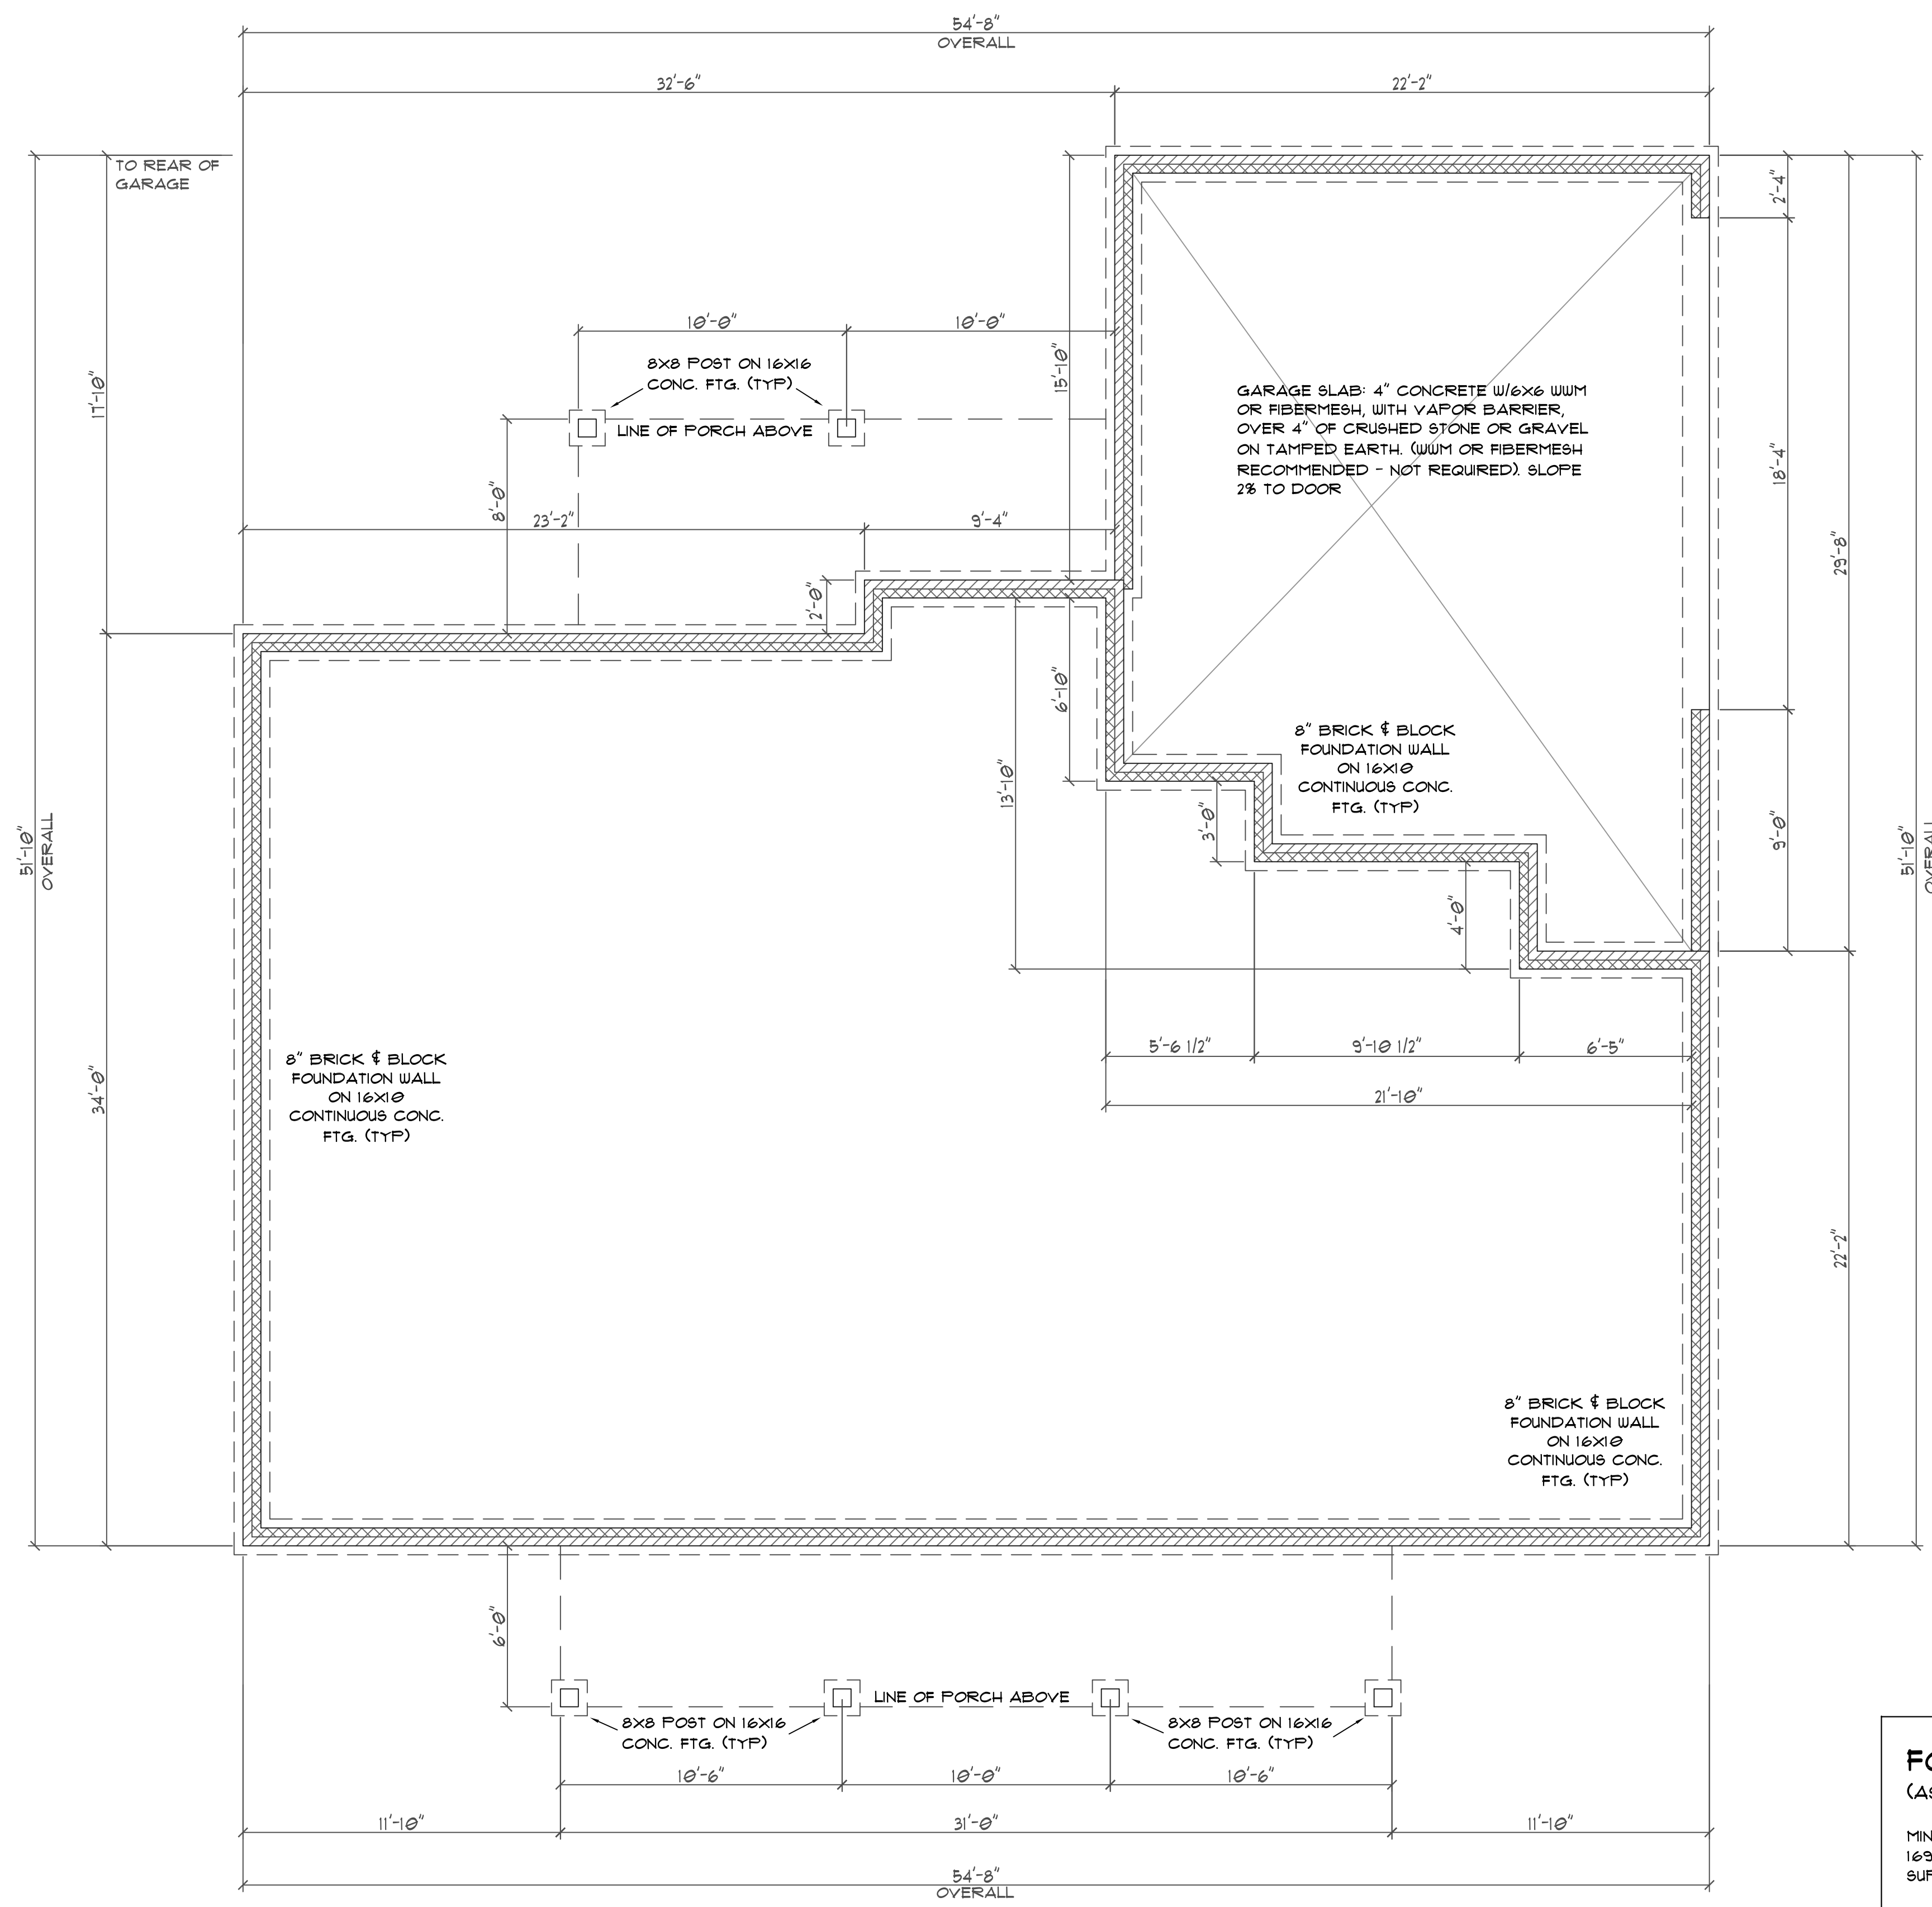 54'-8"
OVERALL
32'-6"
22'-2"
TO REAR OF
GARAGE
2'-4"
10'-0"
10'-0"
8X8 POST ON 16X16
CONC. FTG. (TYP)
15'-10"
17'-10"
GARAGE SLAB: 4" CONCRETE W/6X6 WWM
OR FIBERMESH, WITH VAPOR BARRIER,
OVER 4" OF CRUSHED STONE OR GRAVEL
ON TAMPED EARTH. (WWM OR FIBERMESH
RECOMMENDED - NOT REQUIRED). SLOPE
2% TO DOOR
LINE OF PORCH ABOVE
18'-4"
8'-0"
23'-2"
9'-4"
29'-8"
2'-0"
6'-10"
8" BRICK & BLOCK
FOUNDATION WALL
ON 16X10
CONTINUOUS CONC.
FTG. (TYP)
13'-10"
3'-0"
9'-0"
51'-10"
OVERALL
51'-10"
OVERALL
4'-0"
5'-6 1/2"
9'-10 1/2"
6'-5"
21'-10"
34'-0"
8" BRICK & BLOCK
FOUNDATION WALL
ON 16X10
CONTINUOUS CONC.
FTG. (TYP)
22'-2"
8" BRICK & BLOCK
FOUNDATION WALL
ON 16X10
CONTINUOUS CONC.
FTG. (TYP)
6'-0"
LINE OF PORCH ABOVE
8X8 POST ON 16X16
CONC. FTG. (TYP)
8X8 POST ON 16X16
CONC. FTG. (TYP)
10'-6"
10'-0"
10'-6"
11'-10"
31'-0"
11'-10"
54'-8"
OVERALL